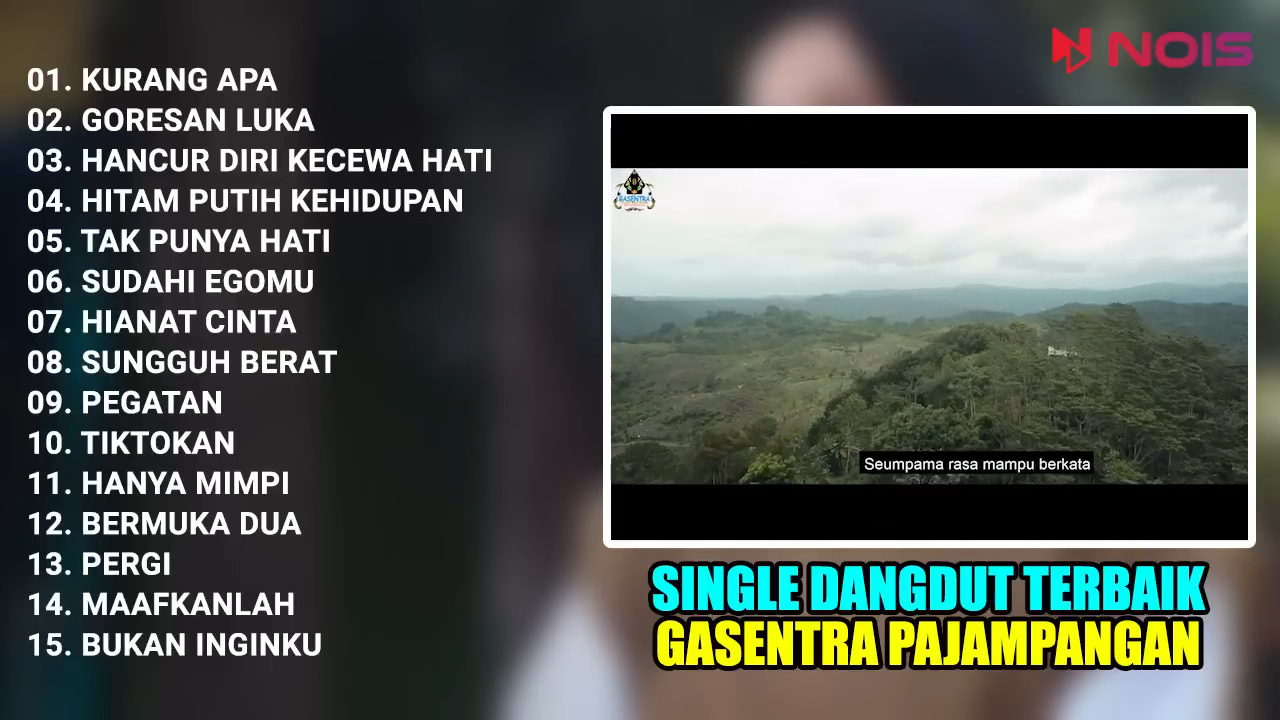 NOIS
01. KURANG APA
02. GORESAN LUKA
03. HANCUR DIRI KECEWA HATI
04. HITAM PUTIH KEHIDUPAN
05. TAK PUNYA HATI
06. SUDAHI EGOMU
07. HIANAT CINTA
08. SUNGGUH BERAT
09. PEGATAN
10. TIKTOKAN
11. HANYA MIMPI
12. BERMUKA DUA
13. PERGI
14. MAAFKANLAH
15. BUKAN INGINKU
GASENTRA
Seumpama rasa mampu berkata
SINGLE DANGDUT TERBAIK
GASENTRA PAJAMPANGAN